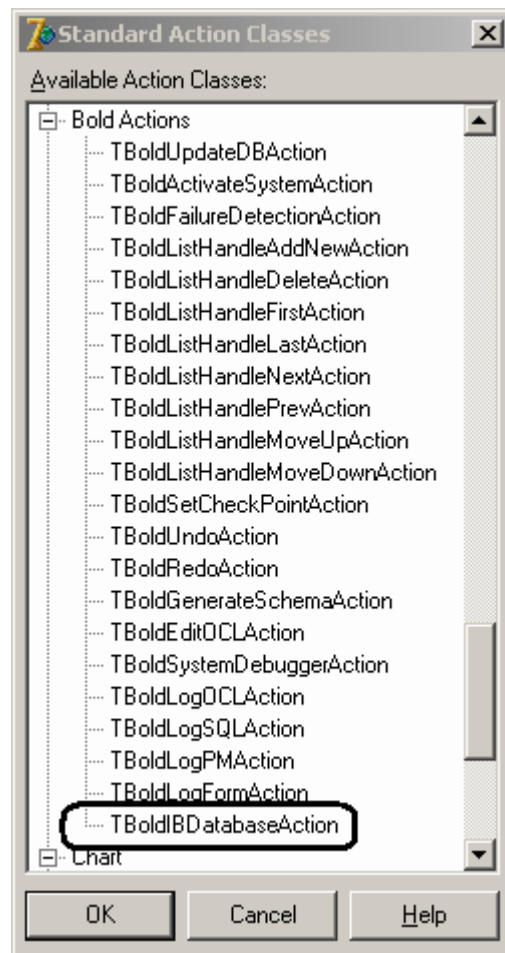 Standard Action Classes
Available Action Classes:
Bold Actions
TBoldUpdateDBAction
TBoldActivateSystemAction
TBoldFailureDetectionAction
TBoldListHandleAddNewAction
TBoldListHandleDeleteAction
TBoldListHandleFirstAction
TBoldListHandleLastAction
TBoldListHandleNextAction
TBoldListHandlePrevAction
TBoldListHandleMoveUpAction
TBoldListHandleMoveDownAction
TBoldSetCheckPointAction
TBoldUndoAction
TBoldRedoAction
TBoldGenerateSchemaAction
TBoldEditOCLAction
TBoldSystemDebuggerAction
TBoldLogOCLAction
TBoldLogSQLAction
TBoldLogPMAction
TBoldLogFormAction
TBoldIBDatabaseAction
Chart
OK Cancel Help